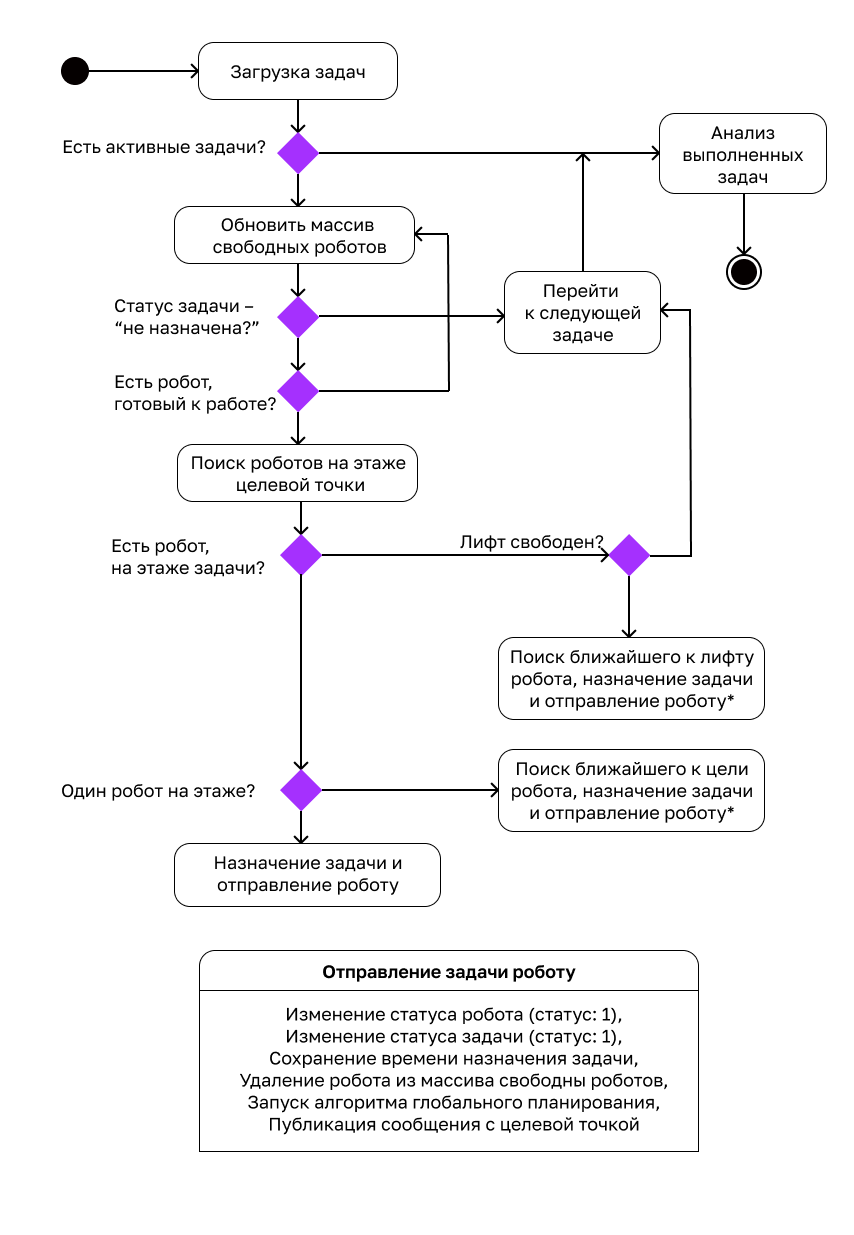 Загрузка задач
Есть активные задачи?
Анализ
выполненных
задач
Обновить массив
свободных роботов
Статус задачи –
“не назначена?”
Перейти
к следующей
задаче
Есть робот,
готовый к работе?
Поиск роботов на этаже
целевой точки
Есть робот,
на этаже задачи?
Лифт свободен?
Поиск ближайшего к лифту
робота, назначение задачи
и отправление роботу*
Один робот на этаже?
Поиск ближайшего к цели
робота, назначение задачи
и отправление роботу*
Назначение задачи и
отправление роботу
Отправление задачи роботу
Изменение статуса робота (статус: 1),
Изменение статуса задачи (статус: 1),
Сохранение времени назначения задачи,
Удаление робота из массива свободны роботов,
Запуск алгоритма глобального планирования,
Публикация сообщения с целевой точкой